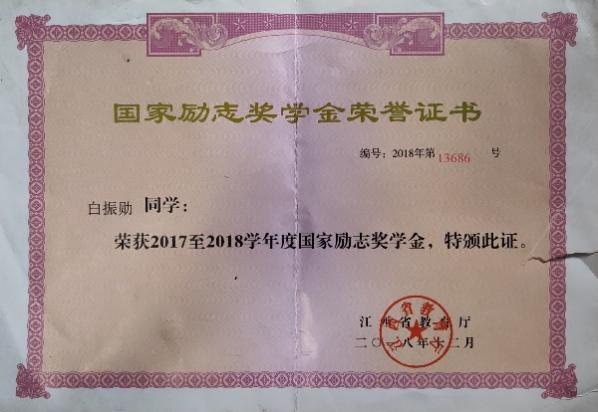 国家励志奖学金荣誉证书
编号：2018年第13686 号
白振勋 同学：
荣获2017至2018学年度国家励志奖学金，特颁此证。
省教育厅
二〇一八年十二月